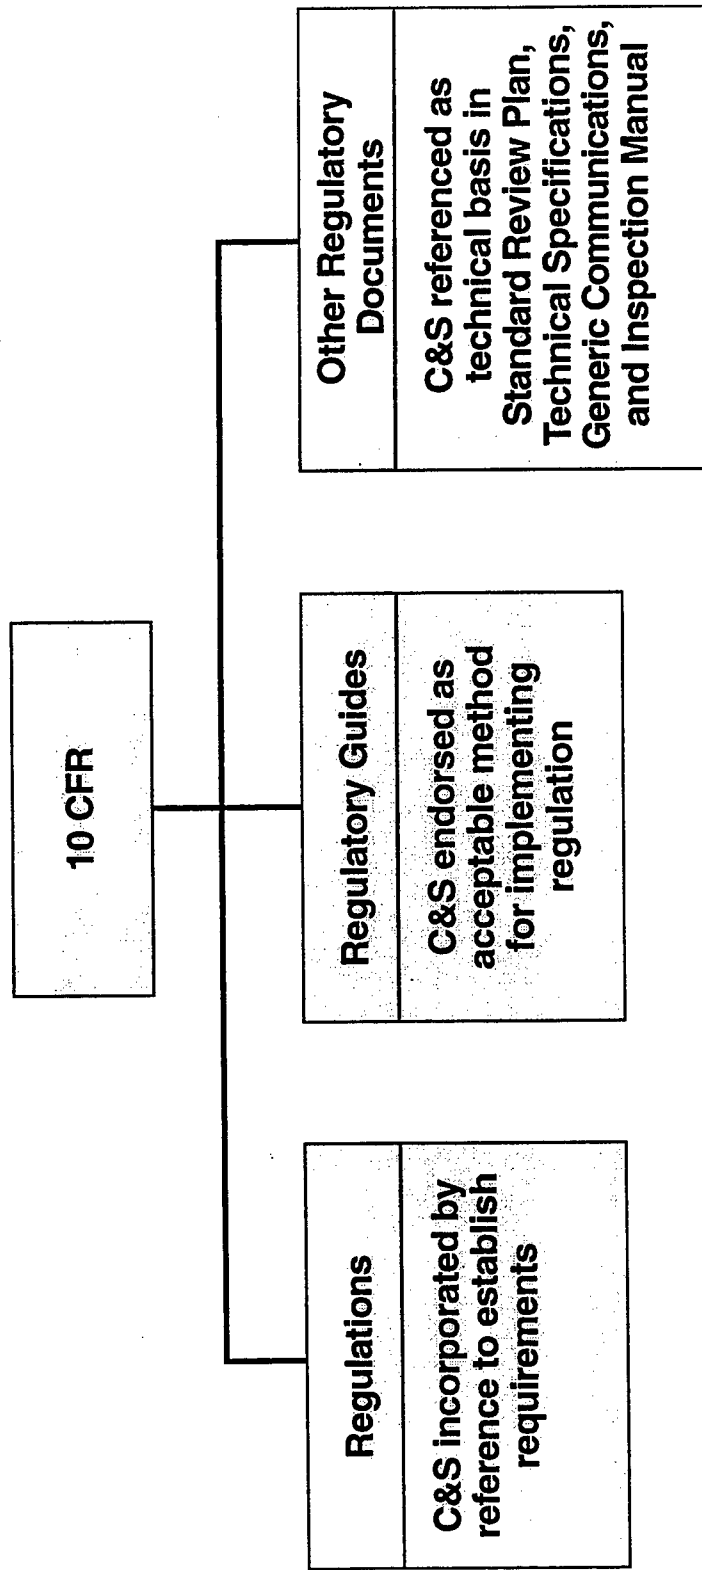 10 CFR
Regulations
C&S incorporated by
reference to establish
requirements
Regulatory Guides
C&S endorsed as
acceptable method
for implementing
regulation
Other Regulatory
Documents
C&S referenced as
technical basis in
Standard Review Plan,
Technical Specifications,
Generic Communications,
and Inspection Manual